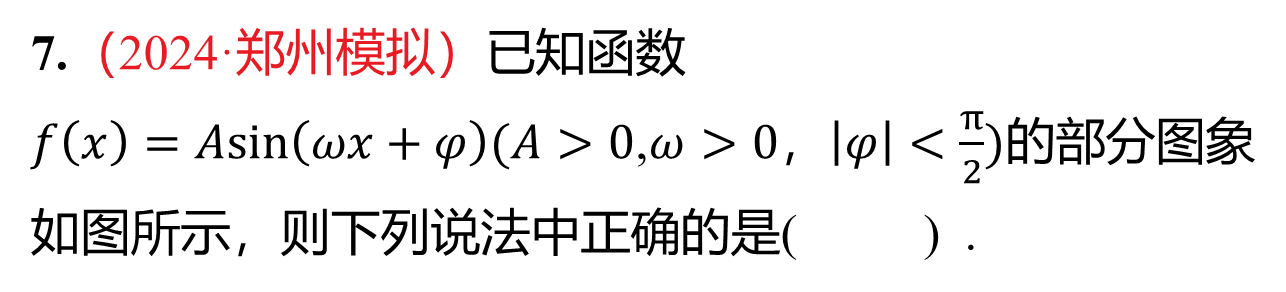 7.（2024·郑州模拟）已知函数
f(x) = Asin(ωx + φ)(A > 0,ω > 0，|φ| < π/2)的部分图象
如图所示，则下列说法中正确的是(      ）.